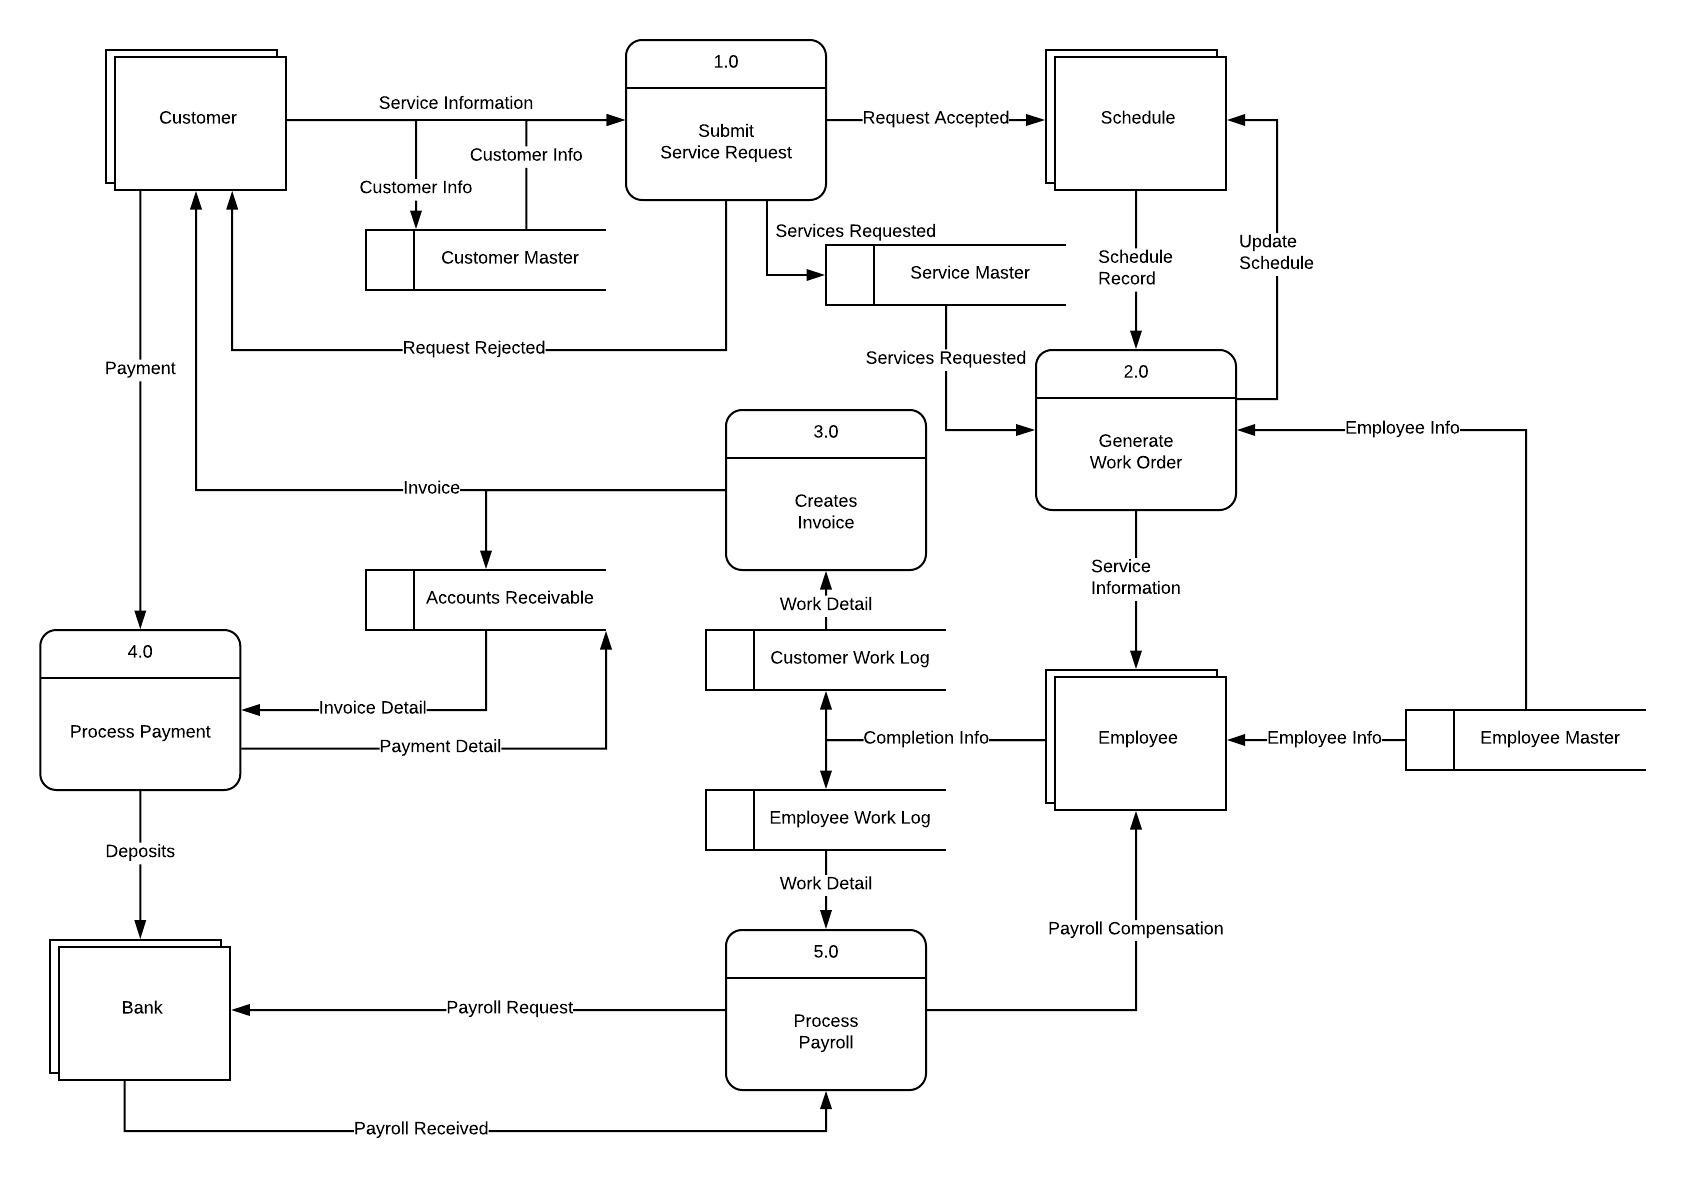 1.0
Customer
Service Information
Submit
Service Request
Request Accepted
Schedule
Customer Info
Customer Info
Customer Master
Services Requested
Service Master
Schedule
Record
Update
Schedule
Request Rejected
Payment
Services Requested
2.0
Generate
Work Order
Employee Info
3.0
Creates
Invoice
Invoice
Accounts Receivable
Service
Information
Work Detail
4.0
Process Payment
Customer Work Log
Invoice Detail
Payment Detail
Completion Info
Employee
Employee Info
Employee Master
Employee Work Log
Deposits
Work Detail
Payroll Compensation
5.0
Process
Payroll
Bank
Payroll Request
Payroll Received